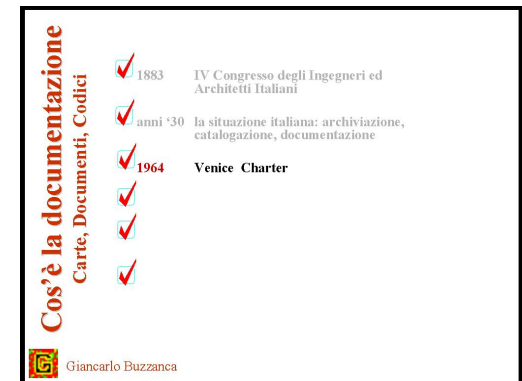 Cos'è la documentazione
Carte, Documenti, Codici
1883 IV Congresso degli Ingegneri ed
Architetti Italiani
anni ‘30 la situazione italiana: archiviazione,
catalogazione, documentazione
1964 Venice Charter
G
Giancarlo Buzzanca